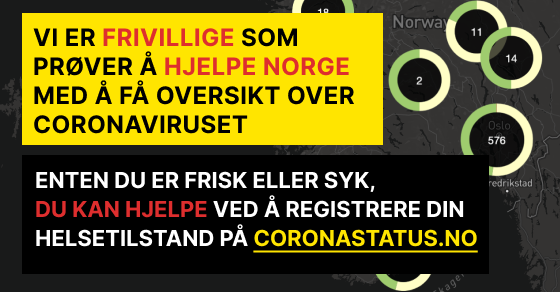 18
Norway
11
14
2
VI ER FRIVILLIGE SOM
PRØVER Å HJELPE NORGE
MED Å FÅ OVERSIKT OVER
CORONAVIRUSET
Oslo
576
redrikstad
ENTEN DU ER FRISK ELLER SYK,
DU KAN HJELPE VED Å REGISTRERE DIN
HELSETILSTAND PÅ CORONASTATUS.NO